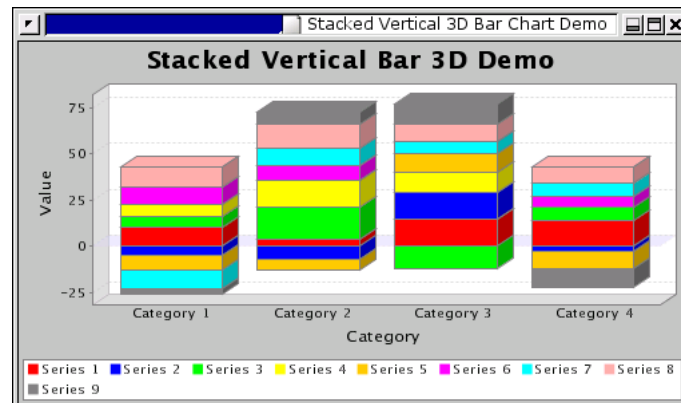 Stacked Vertical 3D Bar Chart Demo
Stacked Vertical Bar 3D Demo
75
50
25
0
-25
Value
Category 1 Category 2 Category 3 Category 4
Category
Series 1 Series 2 Series 3 Series 4 Series 5 Series 6 Series 7 Series 8
Series 9